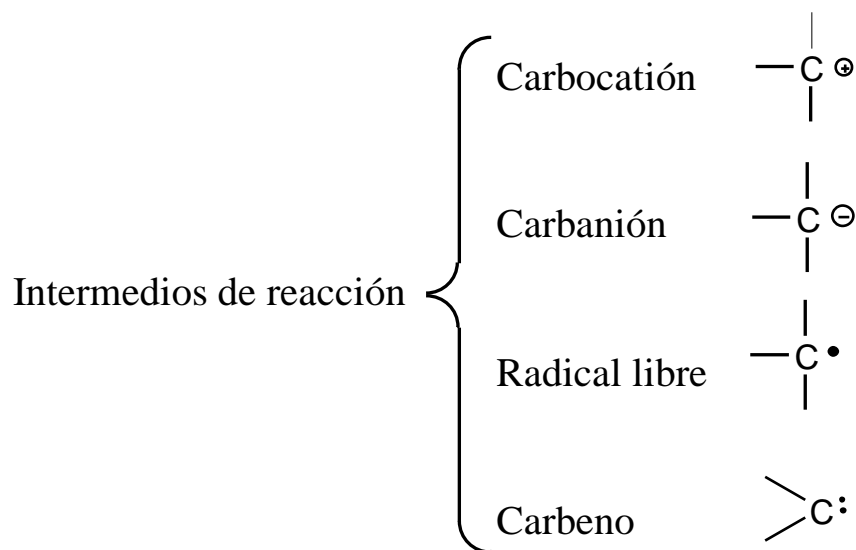 Carbocatión C +
Carbanión C −
Intermedios de reacción
Radical libre C •
Carbeno C :